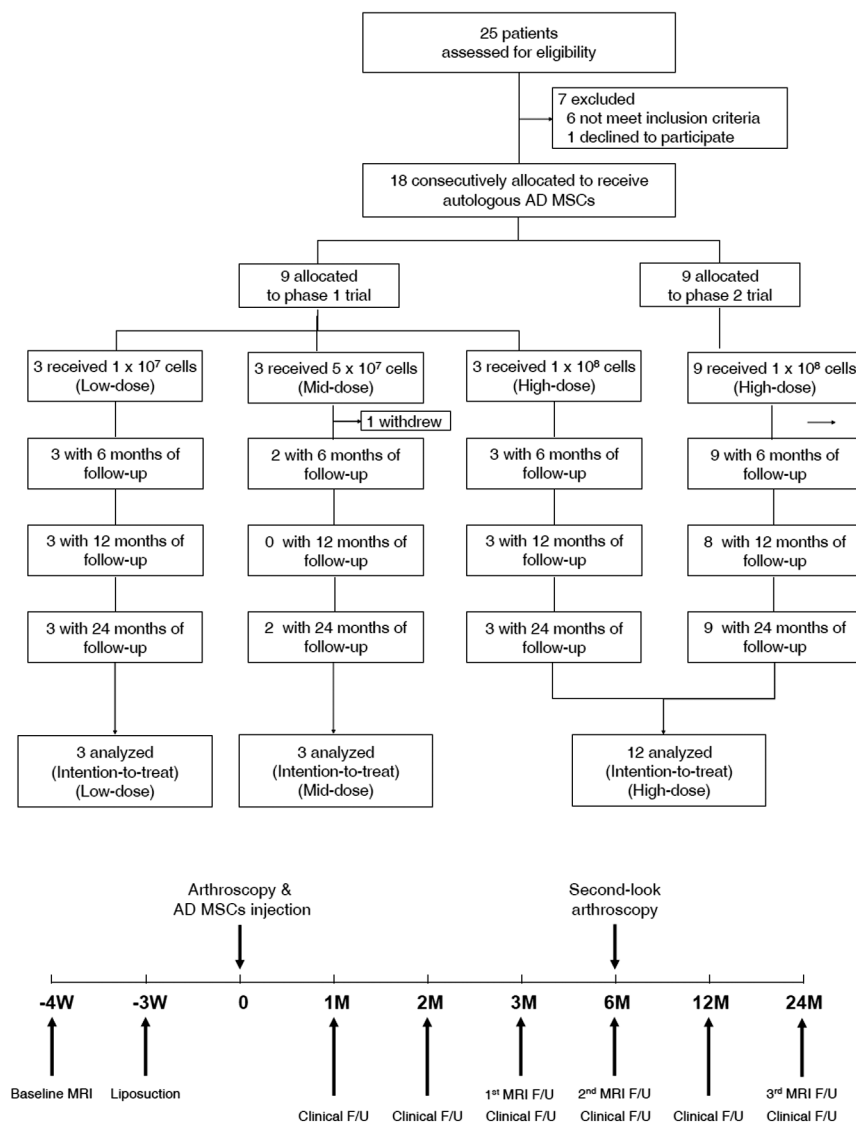 25 patients
assessed for eligibility
7 excluded
6 not meet inclusion criteria
1 declined to participate
18 consecutively allocated to receive
autologous AD MSCs
9 allocated
to phase 1 trial
9 allocated
to phase 2 trial
3 received 1 x 10⁷ cells
(Low-dose)
3 received 5 x 10⁷ cells
(Mid-dose)
3 received 1 x 10⁸ cells
(High-dose)
9 received 1 x 10⁸ cells
(High-dose)
1 withdrew
3 with 6 months of
follow-up
2 with 6 months of
follow-up
3 with 6 months of
follow-up
9 with 6 months of
follow-up
3 with 12 months of
follow-up
0 with 12 months of
follow-up
3 with 12 months of
follow-up
8 with 12 months of
follow-up
3 with 24 months of
follow-up
2 with 24 months of
follow-up
3 with 24 months of
follow-up
9 with 24 months of
follow-up
3 analyzed
(Intention-to-treat)
(Low-dose)
3 analyzed
(Intention-to-treat)
(Mid-dose)
12 analyzed
(Intention-to-treat)
(High-dose)
Arthroscopy &
AD MSCs injection
Second-look
arthroscopy
-4W -3W 0 1M 2M 3M 6M 12M 24M
Baseline MRI Liposuction 1ˢᵗ MRI F/U 2ⁿᵈ MRI F/U 3ʳᵈ MRI F/U
Clinical F/U Clinical F/U Clinical F/U Clinical F/U Clinical F/U Clinical F/U